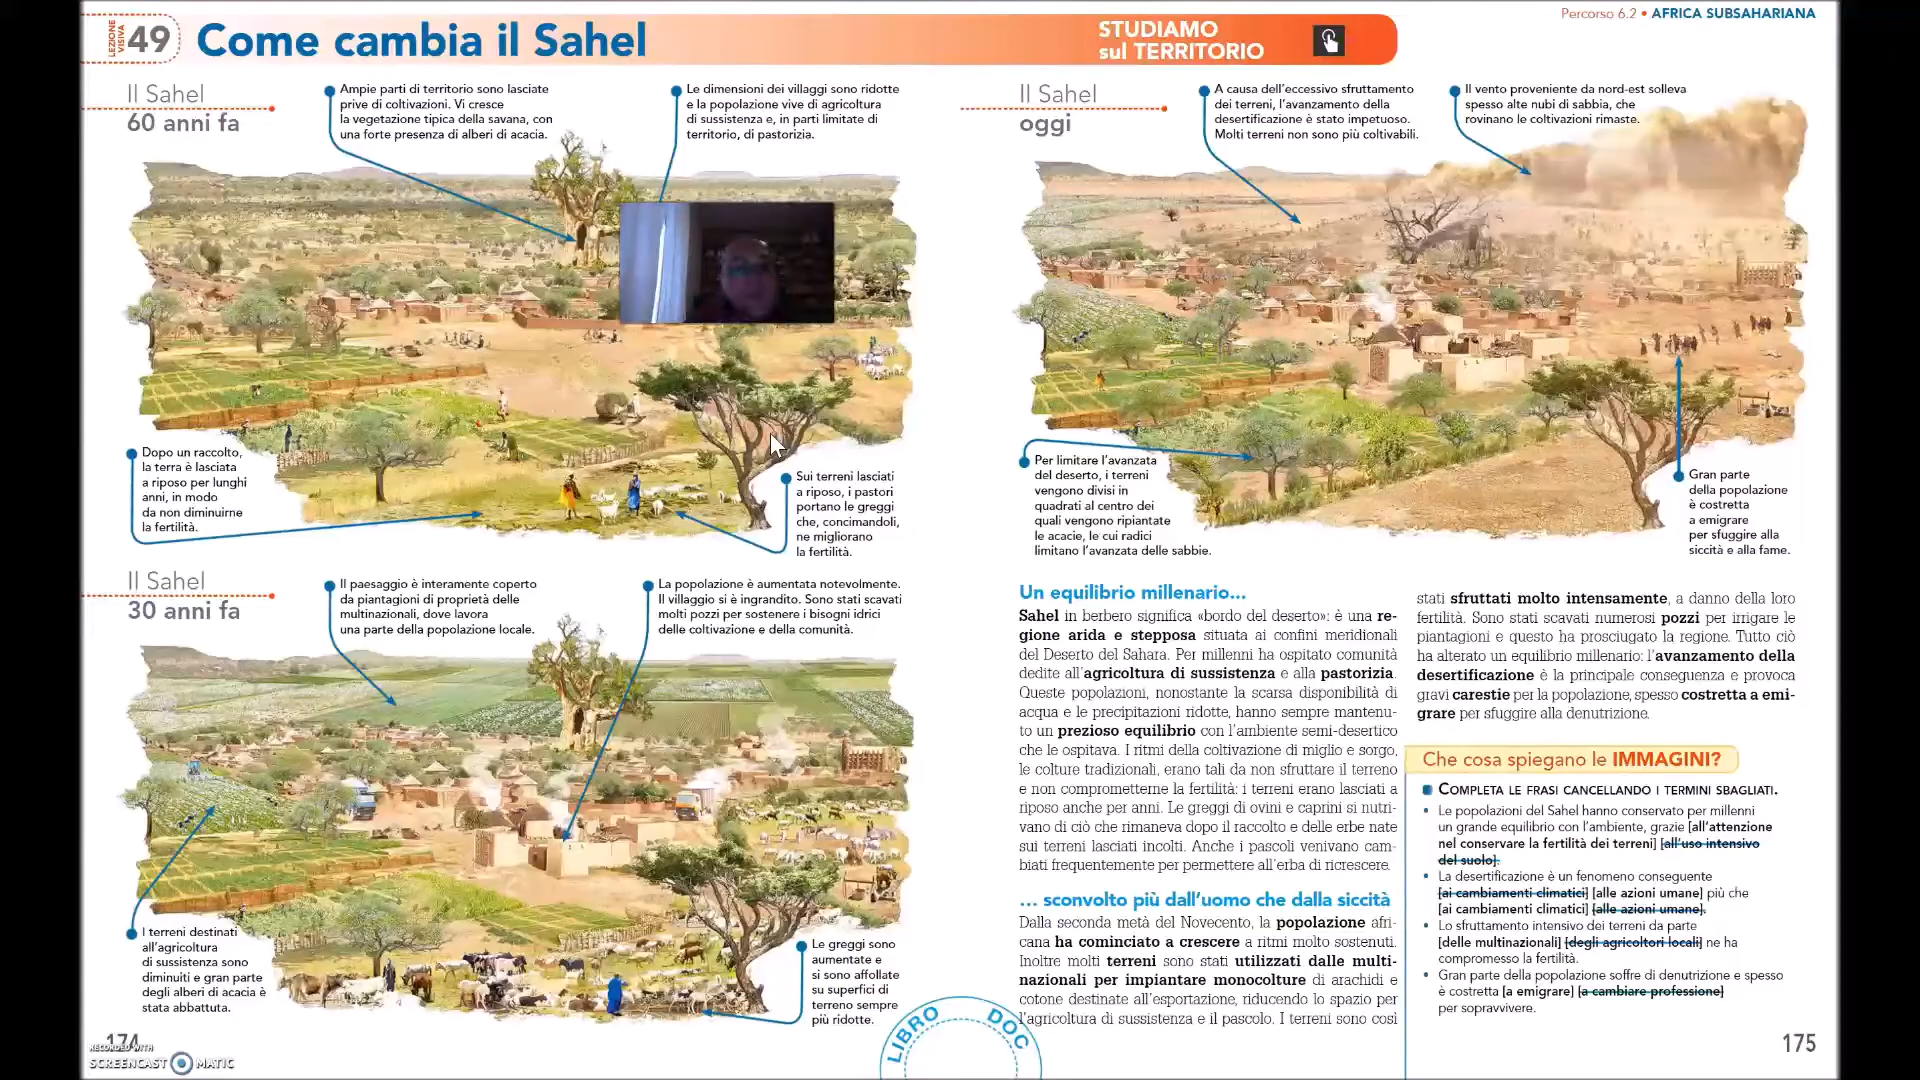 LEZIONE VISIVA 49
Come cambia il Sahel
STUDIAMO
sul TERRITORIO
Percorso 6.2 • AFRICA SUBSAHARIANA
Il Sahel
60 anni fa
Ampie parti di territorio sono lasciate
prive di coltivazioni. Vi cresce
la vegetazione tipica della savana, con
una forte presenza di alberi di acacia.
Le dimensioni dei villaggi sono ridotte
e la popolazione vive di agricoltura
di sussistenza e, in parti limitate di
territorio, di pastorizia.
Dopo un raccolto,
la terra è lasciata
a riposo per lunghi
anni, in modo
da non diminuirne
la fertilità.
Sui terreni lasciati
a riposo, i pastori
portano le greggi
che, concimandoli,
ne migliorano
la fertilità.
Il Sahel
30 anni fa
Il paesaggio è interamente coperto
da piantagioni di proprietà delle
multinazionali, dove lavora
una parte della popolazione locale.
La popolazione è aumentata notevolmente.
Il villaggio si è ingrandito. Sono stati scavati
molti pozzi per sostenere i bisogni idrici
delle coltivazione e della comunità.
I terreni destinati
all'agricoltura
di sussistenza sono
diminuiti e gran parte
degli alberi di acacia è
stata abbattuta.
Le greggi sono
aumentate e
si sono affollate
su superfici di
terreno sempre
più ridotte.
174
RECORDED WITH
SCREENCAST MATIC
Il Sahel
oggi
A causa dell'eccessivo sfruttamento
dei terreni, l'avanzamento della
desertificazione è stato impetuoso.
Molti terreni non sono più coltivabili.
Il vento proveniente da nord-est solleva
spesso alte nubi di sabbia, che
rovinano le coltivazioni rimaste.
Per limitare l'avanzata
del deserto, i terreni
vengono divisi in
quadrati al centro dei
quali vengono ripiantate
le acacie, le cui radici
limitano l'avanzata delle sabbie.
Gran parte
della popolazione
è costretta
a emigrare
per sfuggire alla
siccità e alla fame.
Un equilibrio millenario...
Sahel in berbero significa «bordo del deserto»: è una re-
gione arida e stepposa situata ai confini meridionali
del Deserto del Sahara. Per millenni ha ospitato comunità
dedite all'agricoltura di sussistenza e alla pastorizia.
Queste popolazioni, nonostante la scarsa disponibilità di
acqua e le precipitazioni ridotte, hanno sempre mantenu-
to un prezioso equilibrio con l'ambiente semi-desertico
che le ospitava. I ritmi della coltivazione di miglio e sorgo,
le colture tradizionali, erano tali da non sfruttare il terreno
e non comprometterne la fertilità: i terreni erano lasciati a
riposo anche per anni. Le greggi di ovini e caprini si nutri-
vano di ciò che rimaneva dopo il raccolto e delle erbe nate
sui terreni lasciati incolti. Anche i pascoli venivano cam-
biati frequentemente per permettere all'erba di ricrescere.
... sconvolto più dall'uomo che dalla siccità
Dalla seconda metà del Novecento, la popolazione afri-
cana ha cominciato a crescere a ritmi molto sostenuti.
Inoltre molti terreni sono stati utilizzati dalle multi-
nazionali per impiantare monocolture di arachidi e
cotone destinate all'esportazione, riducendo lo spazio per
l'agricoltura di sussistenza e il pascolo. I terreni sono così
stati sfruttati molto intensamente, a danno della loro
fertilità. Sono stati scavati numerosi pozzi per irrigare le
piantagioni e questo ha prosciugato la regione. Tutto ciò
ha alterato un equilibrio millenario: l'avanzamento della
desertificazione è la principale conseguenza e provoca
gravi carestie per la popolazione, spesso costretta a emi-
grare per sfuggire alla denutrizione.
Che cosa spiegano le IMMAGINI?
COMPLETA LE FRASI CANCELLANDO I TERMINI SBAGLIATI.
• Le popolazioni del Sahel hanno conservato per millenni
un grande equilibrio con l'ambiente, grazie [all'attenzione
nel conservare la fertilità dei terreni] [all'uso intensivo
del suolo].
• La desertificazione è un fenomeno conseguente
[ai cambiamenti climatici] [alle azioni umane] più che
[ai cambiamenti climatici] [alle azioni umane].
• Lo sfruttamento intensivo dei terreni da parte
[delle multinazionali] [degli agricoltori locali] ne ha
compromesso la fertilità.
• Gran parte della popolazione soffre di denutrizione e spesso
è costretta [a emigrare] [a cambiare professione]
per sopravvivere.
LIBRO DOC
175